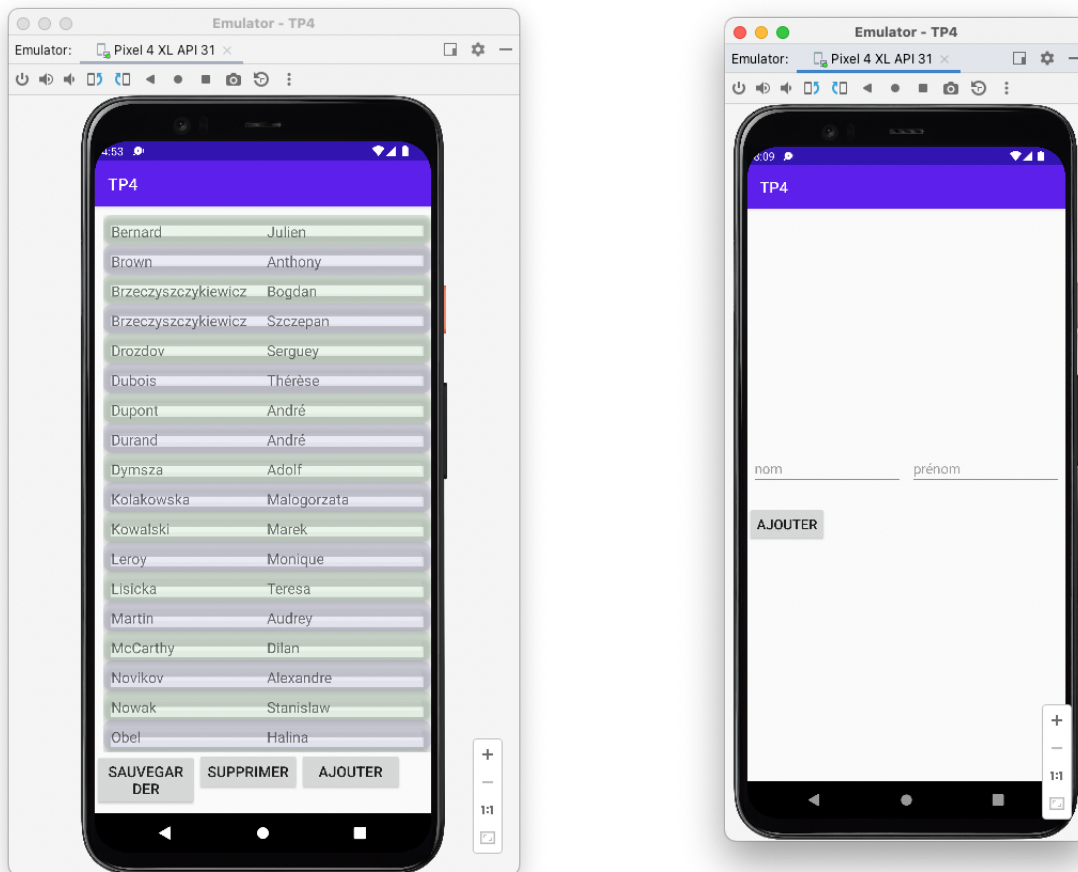 Emulator - TP4
Emulator: Pixel 4 XL API 31
4:53
TP4
Bernard Julien
Brown Anthony
Brzeczyszczykiewicz Bogdan
Brzeczyszczykiewicz Szczepan
Drozdov Serguey
Dubois Thérèse
Dupont André
Durand André
Dymsza Adolf
Kolakowska Malogorzata
Kowalski Marek
Leroy Monique
Lisicka Teresa
Martin Audrey
McCarthy Dilan
Novikov Alexandre
Nowak Stanislaw
Obel Halina
SAUVEGAR
DER
SUPPRIMER
AJOUTER
1:1
Emulator - TP4
Emulator: Pixel 4 XL API 31
TP4
nom prénom
AJOUTER
1:1